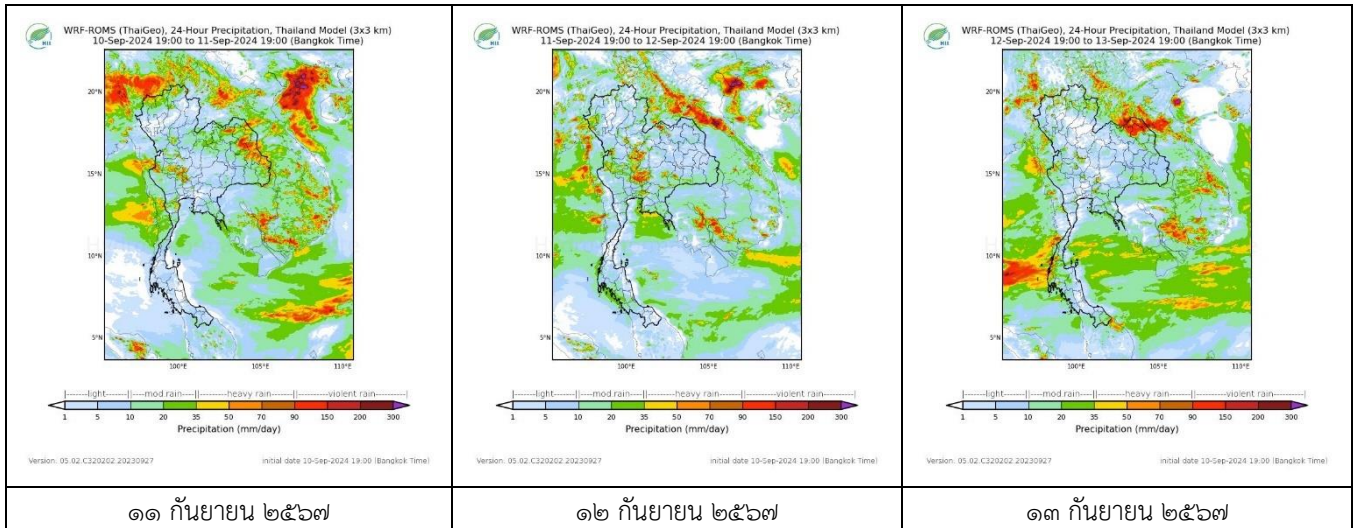 WRF-ROMS (ThaiGeo), 24-Hour Precipitation, Thailand Model (3x3 km)
10-Sep-2024 19:00 to 11-Sep-2024 19:00 (Bangkok Time)
HII
20°N
15°N
10°N
5°N
100°E
105°E
110°E
light
mod rain
heavy rain
violent rain
1 5 10 20 35 50 70 90 150 200 300
Precipitation (mm/day)
Version: 05.02.C320202.20230927
initial date 10-Sep-2024 19:00 (Bangkok Time)
๑๑ กันยายน ๒๕๖๗
WRF-ROMS (ThaiGeo), 24-Hour Precipitation, Thailand Model (3x3 km)
11-Sep-2024 19:00 to 12-Sep-2024 19:00 (Bangkok Time)
HII
20°N
15°N
10°N
5°N
100°E
105°E
110°E
light
mod rain
heavy rain
violent rain
1 5 10 20 35 50 70 90 150 200 300
Precipitation (mm/day)
Version: 05.02.C320202.20230927
initial date 10-Sep-2024 19:00 (Bangkok Time)
๑๒ กันยายน ๒๕๖๗
WRF-ROMS (ThaiGeo), 24-Hour Precipitation, Thailand Model (3x3 km)
12-Sep-2024 19:00 to 13-Sep-2024 19:00 (Bangkok Time)
HII
20°N
15°N
10°N
5°N
100°E
105°E
110°E
light
mod rain
heavy rain
violent rain
1 5 10 20 35 50 70 90 150 200 300
Precipitation (mm/day)
Version: 05.02.C320202.20230927
initial date 10-Sep-2024 19:00 (Bangkok Time)
๑๓ กันยายน ๒๕๖๗